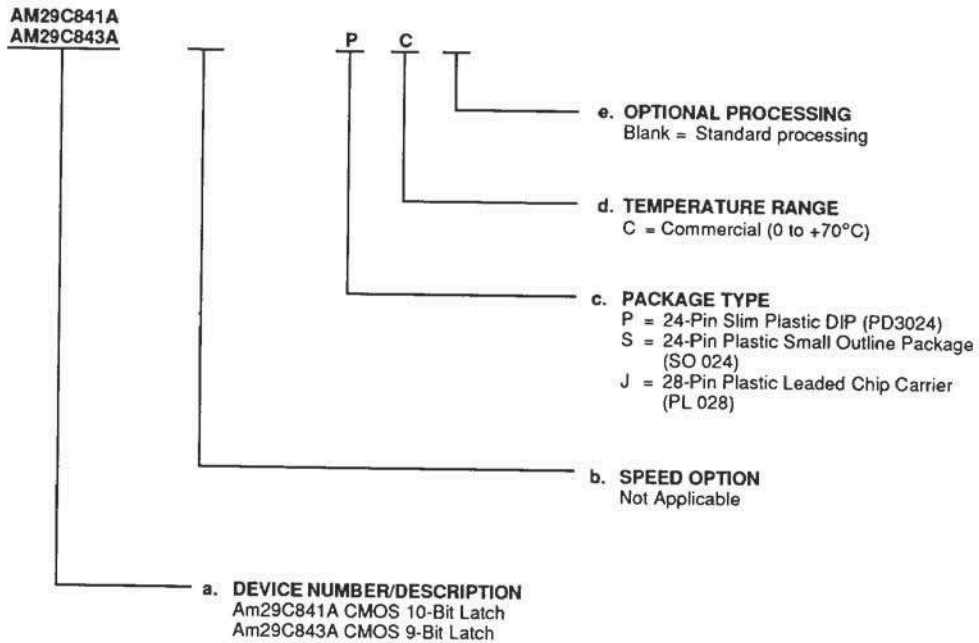 AM29C841A
AM29C843A
P C
e. OPTIONAL PROCESSING
Blank = Standard processing
d. TEMPERATURE RANGE
C = Commercial (0 to +70°C)
c. PACKAGE TYPE
P = 24-Pin Slim Plastic DIP (PD3024)
S = 24-Pin Plastic Small Outline Package
(SO 024)
J = 28-Pin Plastic Leaded Chip Carrier
(PL 028)
b. SPEED OPTION
Not Applicable
a. DEVICE NUMBER/DESCRIPTION
Am29C841A CMOS 10-Bit Latch
Am29C843A CMOS 9-Bit Latch